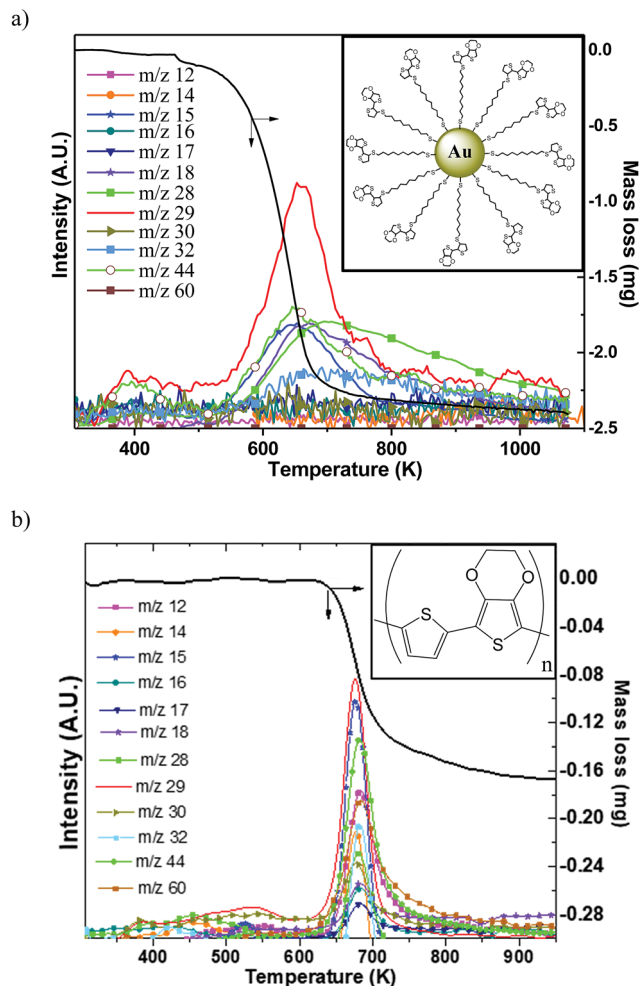 a)
m/z 12
m/z 14
m/z 15
m/z 16
m/z 17
m/z 18
m/z 28
m/z 29
m/z 30
m/z 32
m/z 44
m/z 60
Intensity (A.U.)
Au
0.0
-0.5
-1.0
-1.5
-2.0
-2.5
Mass loss (mg)
400 600 800 1000
Temperature (K)
b)
m/z 12
m/z 14
m/z 15
m/z 16
m/z 17
m/z 18
m/z 28
m/z 29
m/z 30
m/z 32
m/z 44
m/z 60
Intensity (A.U.)
O
O
S
S
n
0.00
-0.04
-0.08
-0.12
-0.16
-0.20
-0.24
-0.28
Mass loss (mg)
400 500 600 700 800 900
Temperature (K)